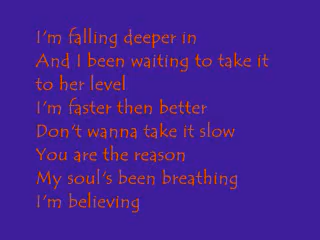 I'm falling deeper in
And I been waiting to take it
to her level
I'm faster then better
Don't wanna take it slow
You are the reason
My soul's been breathing
I'm believing